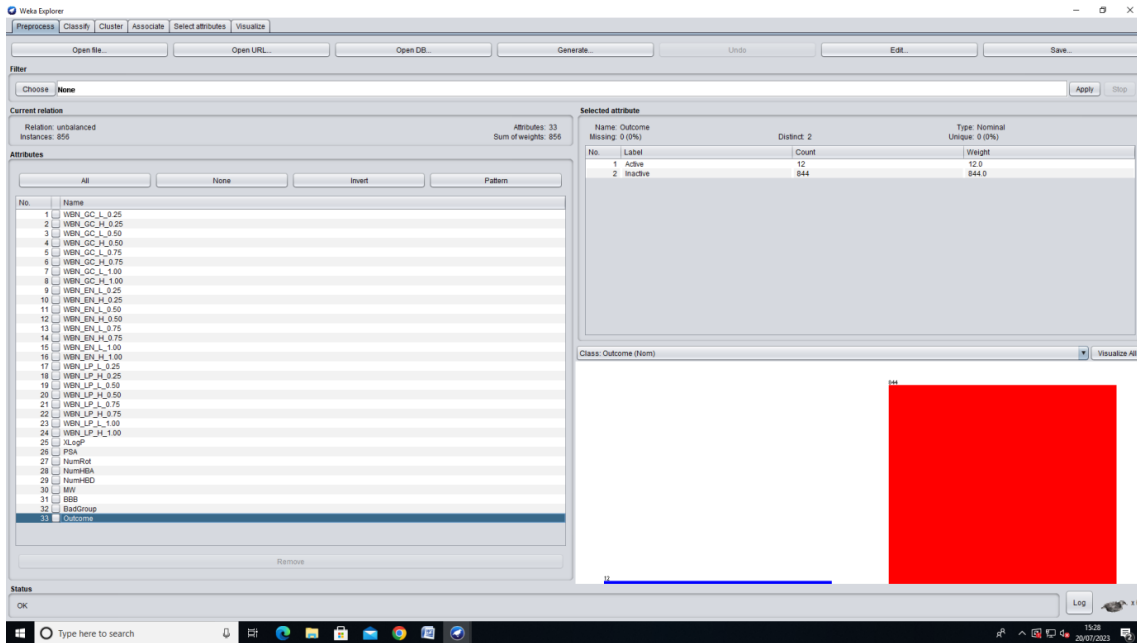 Weka Explorer
Preprocess Classify Cluster Associate Select attributes Visualize
Open file... Open URL... Open DB... Generate... Undo Edit... Save...
Filter
Choose None Apply Stop
Current relation
Relation: unbalanced Attributes: 33
Instances: 856 Sum of weights: 856
Attributes
All None Invert Pattern
No. Name
1 WBN_GC_L_0.25
2 WBN_GC_H_0.25
3 WBN_GC_L_0.50
4 WBN_GC_H_0.50
5 WBN_GC_L_0.75
6 WBN_GC_H_0.75
7 WBN_GC_L_1.00
8 WBN_GC_H_1.00
9 WBN_EN_L_0.25
10 WBN_EN_H_0.25
11 WBN_EN_L_0.50
12 WBN_EN_H_0.50
13 WBN_EN_L_0.75
14 WBN_EN_H_0.75
15 WBN_EN_L_1.00
16 WBN_EN_H_1.00
17 WBN_LP_L_0.25
18 WBN_LP_H_0.25
19 WBN_LP_L_0.50
20 WBN_LP_H_0.50
21 WBN_LP_L_0.75
22 WBN_LP_H_0.75
23 WBN_LP_L_1.00
24 WBN_LP_H_1.00
25 XLogP
26 PSA
27 NumRot
28 NumHBA
29 NumHBD
30 MW
31 BBB
32 BadGroup
33 Outcome
Remove
Selected attribute
Name: Outcome Type: Nominal
Missing: 0 (0%) Distinct: 2 Unique: 0 (0%)
No. Label Count Weight
1 Active 12 12.0
2 Inactive 844 844.0
Class: Outcome (Nom) Visualize All
844
12
Status
OK
Log
Type here to search
15:28
20/07/2023